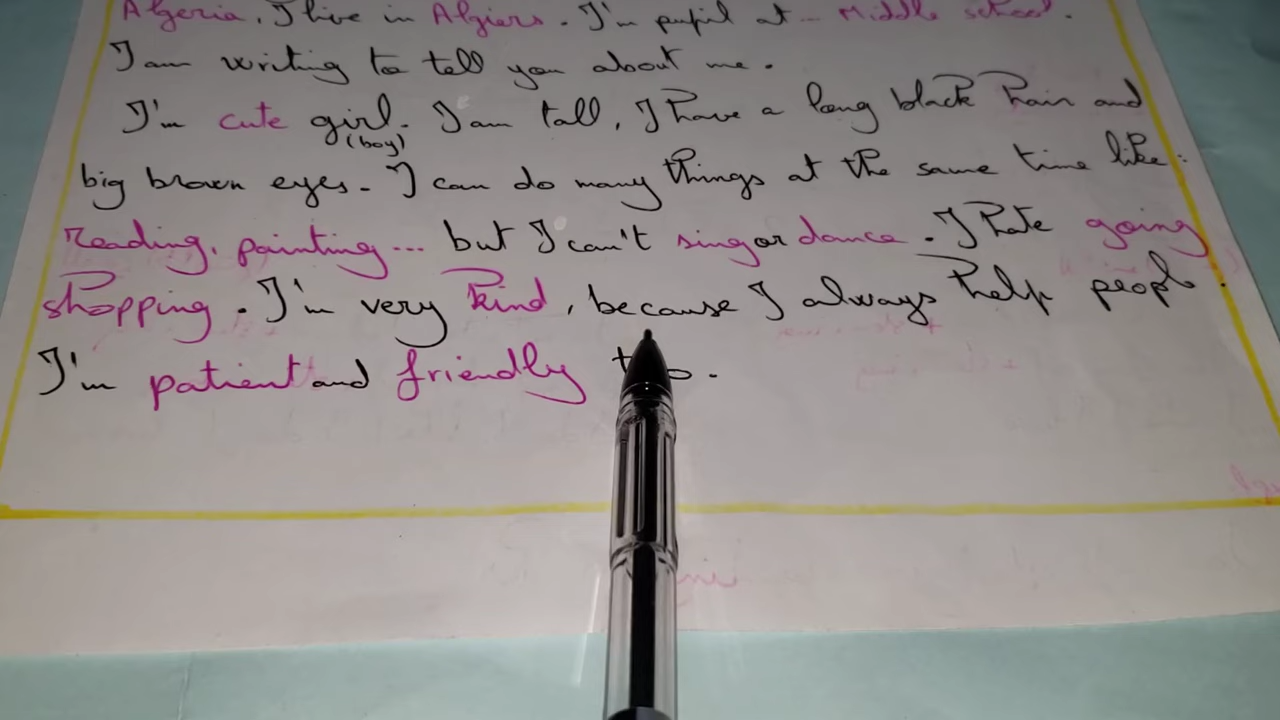 Algeria. I live in Algiers. I'm pupil at ... Middle school.
I am writing to tell you about me.
I'm cute girl. I am tall, I have a long black hair and
(boy)
big brown eyes. I can do many things at the same time like:
Reading, painting... but I can't sing or dance. I hate going
shopping. I'm very kind, because I always help people.
I'm patient and friendly too.